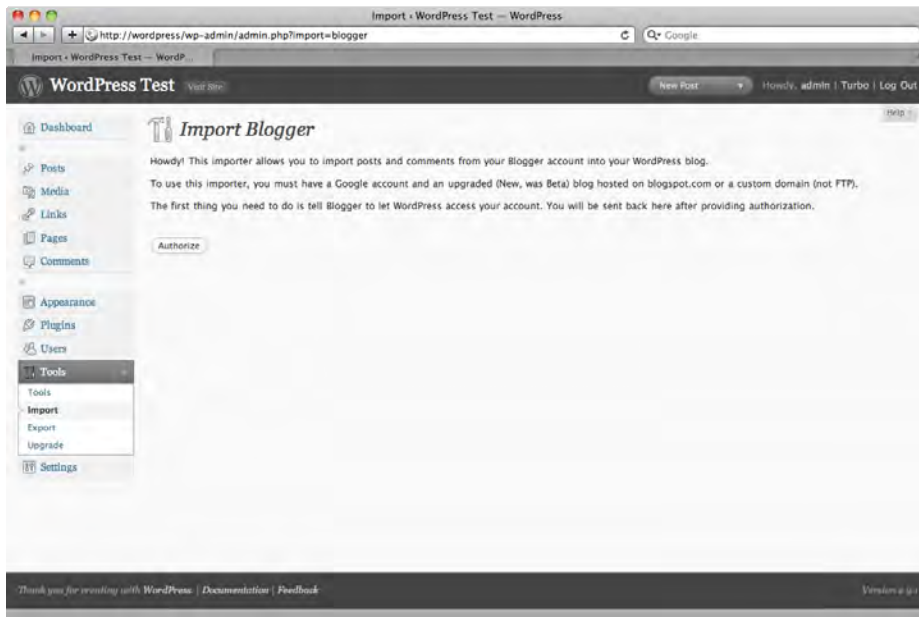 Import ‹ WordPress Test — WordPress
http://wordpress/wp-admin/admin.php?import=blogger
Google
Import ‹ WordPress Test — WordP...
WordPress Test
Visit Site
New Post
Howdy, admin | Turbo | Log Out
Help
Dashboard
Posts
Media
Links
Pages
Comments
Appearance
Plugins
Users
Tools
Tools
Import
Export
Upgrade
Settings
Import Blogger
Howdy! This importer allows you to import posts and comments from your Blogger account into your WordPress blog.
To use this importer, you must have a Google account and an upgraded (New, was Beta) blog hosted on blogspot.com or a custom domain (not FTP).
The first thing you need to do is tell Blogger to let WordPress access your account. You will be sent back here after providing authorization.
Authorize
Thank you for creating with WordPress | Documentation | Feedback
Version